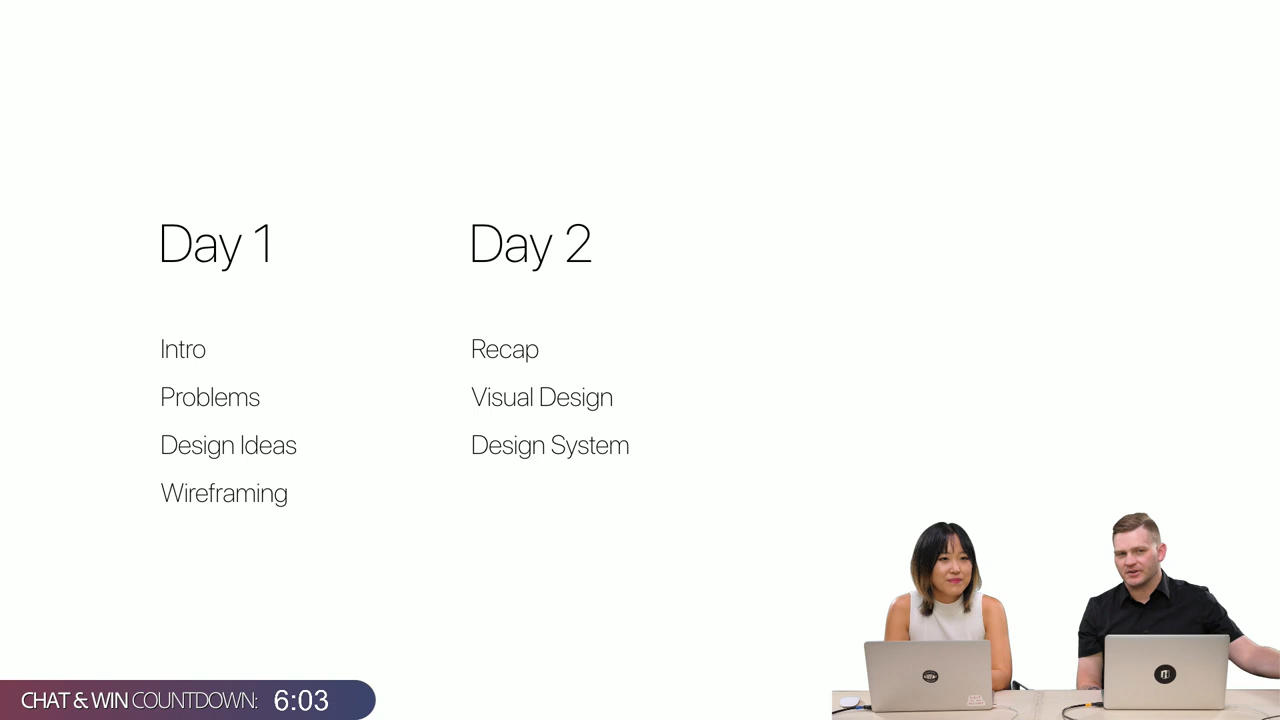 Day 1
Intro
Problems
Design Ideas
Wireframing
Day 2
Recap
Visual Design
Design System
CHAT & WIN COUNTDOWN: 6:03